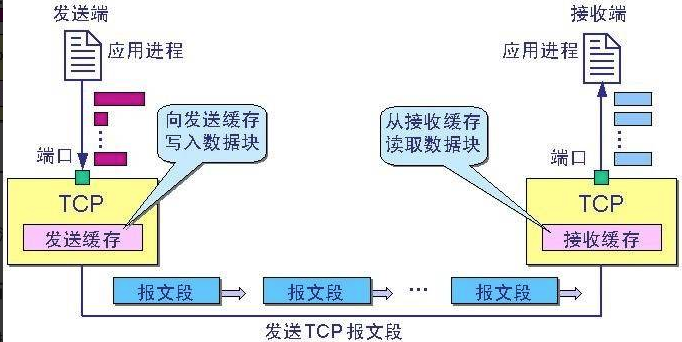 发送端
接收端
应用进程
应用进程
向发送缓存
写入数据块
从接收缓存
读取数据块
端口
端口
TCP
TCP
发送缓存
接收缓存
报文段
报文段
…
报文段
发送TCP报文段